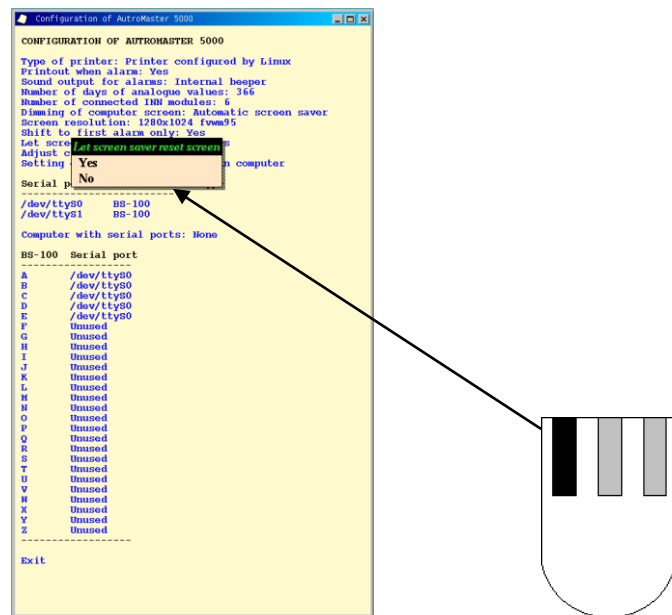 Configuration of AutroMaster 5000
CONFIGURATION OF AUTROMASTER 5000
Type of printer: Printer configured by Linux
Printout when alarm: Yes
Sound output for alarms: Internal beeper
Number of days of analogue values: 366
Number of connected INN modules: 6
Dimming of computer screen: Automatic screen saver
Screen resolution: 1280x1024 fvwm95
Shift to first alarm only: Yes
Let scre
Let screen saver reset screen
Adjust c
Yes
Setting n computer
No
Serial p
/dev/ttyS0 BS-100
/dev/ttyS1 BS-100
Computer with serial ports: None
BS-100 Serial port
A /dev/ttyS0
B /dev/ttyS0
C /dev/ttyS0
D /dev/ttyS0
E /dev/ttyS0
F Unused
G Unused
H Unused
I Unused
J Unused
K Unused
L Unused
M Unused
N Unused
O Unused
P Unused
Q Unused
R Unused
S Unused
T Unused
U Unused
V Unused
W Unused
X Unused
Y Unused
Z Unused
Exit